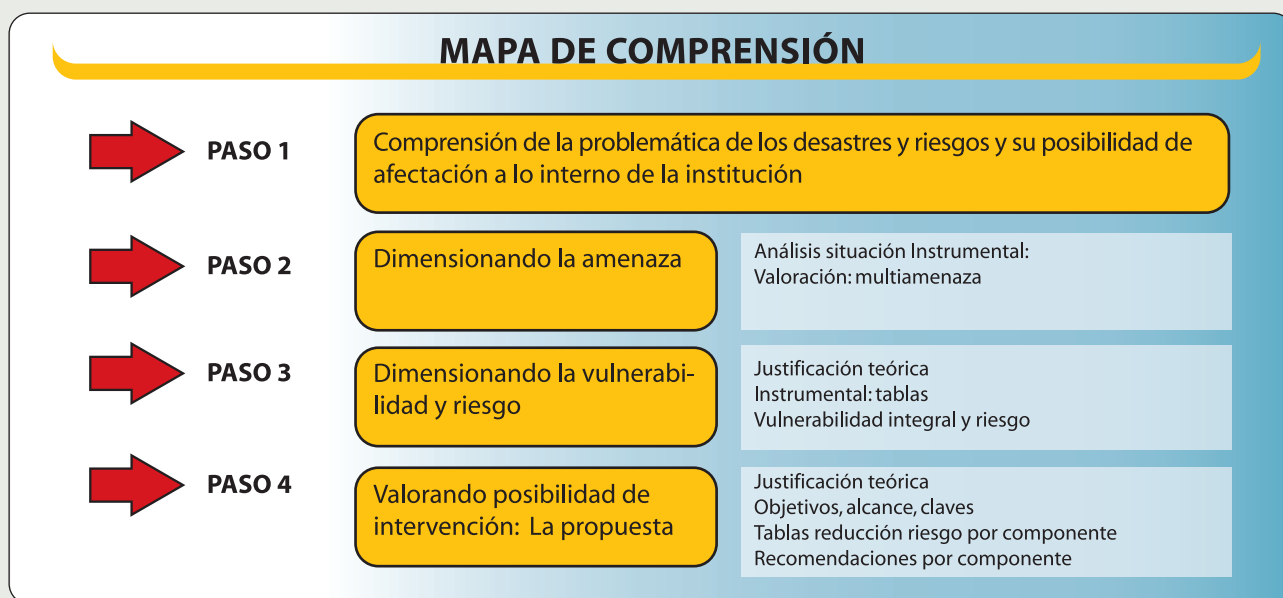 MAPA DE COMPRENSIÓN
PASO 1
Comprensión de la problemática de los desastres y riesgos y su posibilidad de
afectación a lo interno de la institución
PASO 2
Dimensionando la amenaza
Análisis situación Instrumental:
Valoración: multiamenaza
PASO 3
Dimensionando la vulnerabi-
lidad y riesgo
Justificación teórica
Instrumental: tablas
Vulnerabilidad integral y riesgo
PASO 4
Valorando posibilidad de
intervención: La propuesta
Justificación teórica
Objetivos, alcance, claves
Tablas reducción riesgo por componente
Recomendaciones por componente